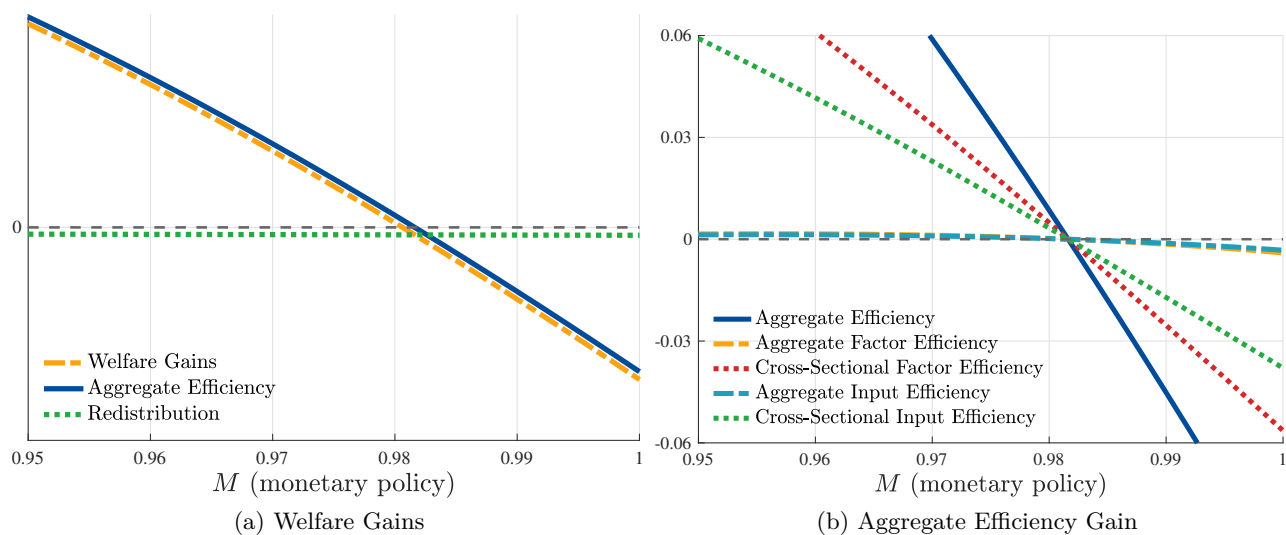 0
0.95
0.96
0.97
0.98
0.99
1
M (monetary policy)
Welfare Gains
Aggregate Efficiency
Redistribution
(a) Welfare Gains
0.06
0.03
0
-0.03
-0.06
0.95
0.96
0.97
0.98
0.99
1
M (monetary policy)
Aggregate Efficiency
Aggregate Factor Efficiency
Cross-Sectional Factor Efficiency
Aggregate Input Efficiency
Cross-Sectional Input Efficiency
(b) Aggregate Efficiency Gain